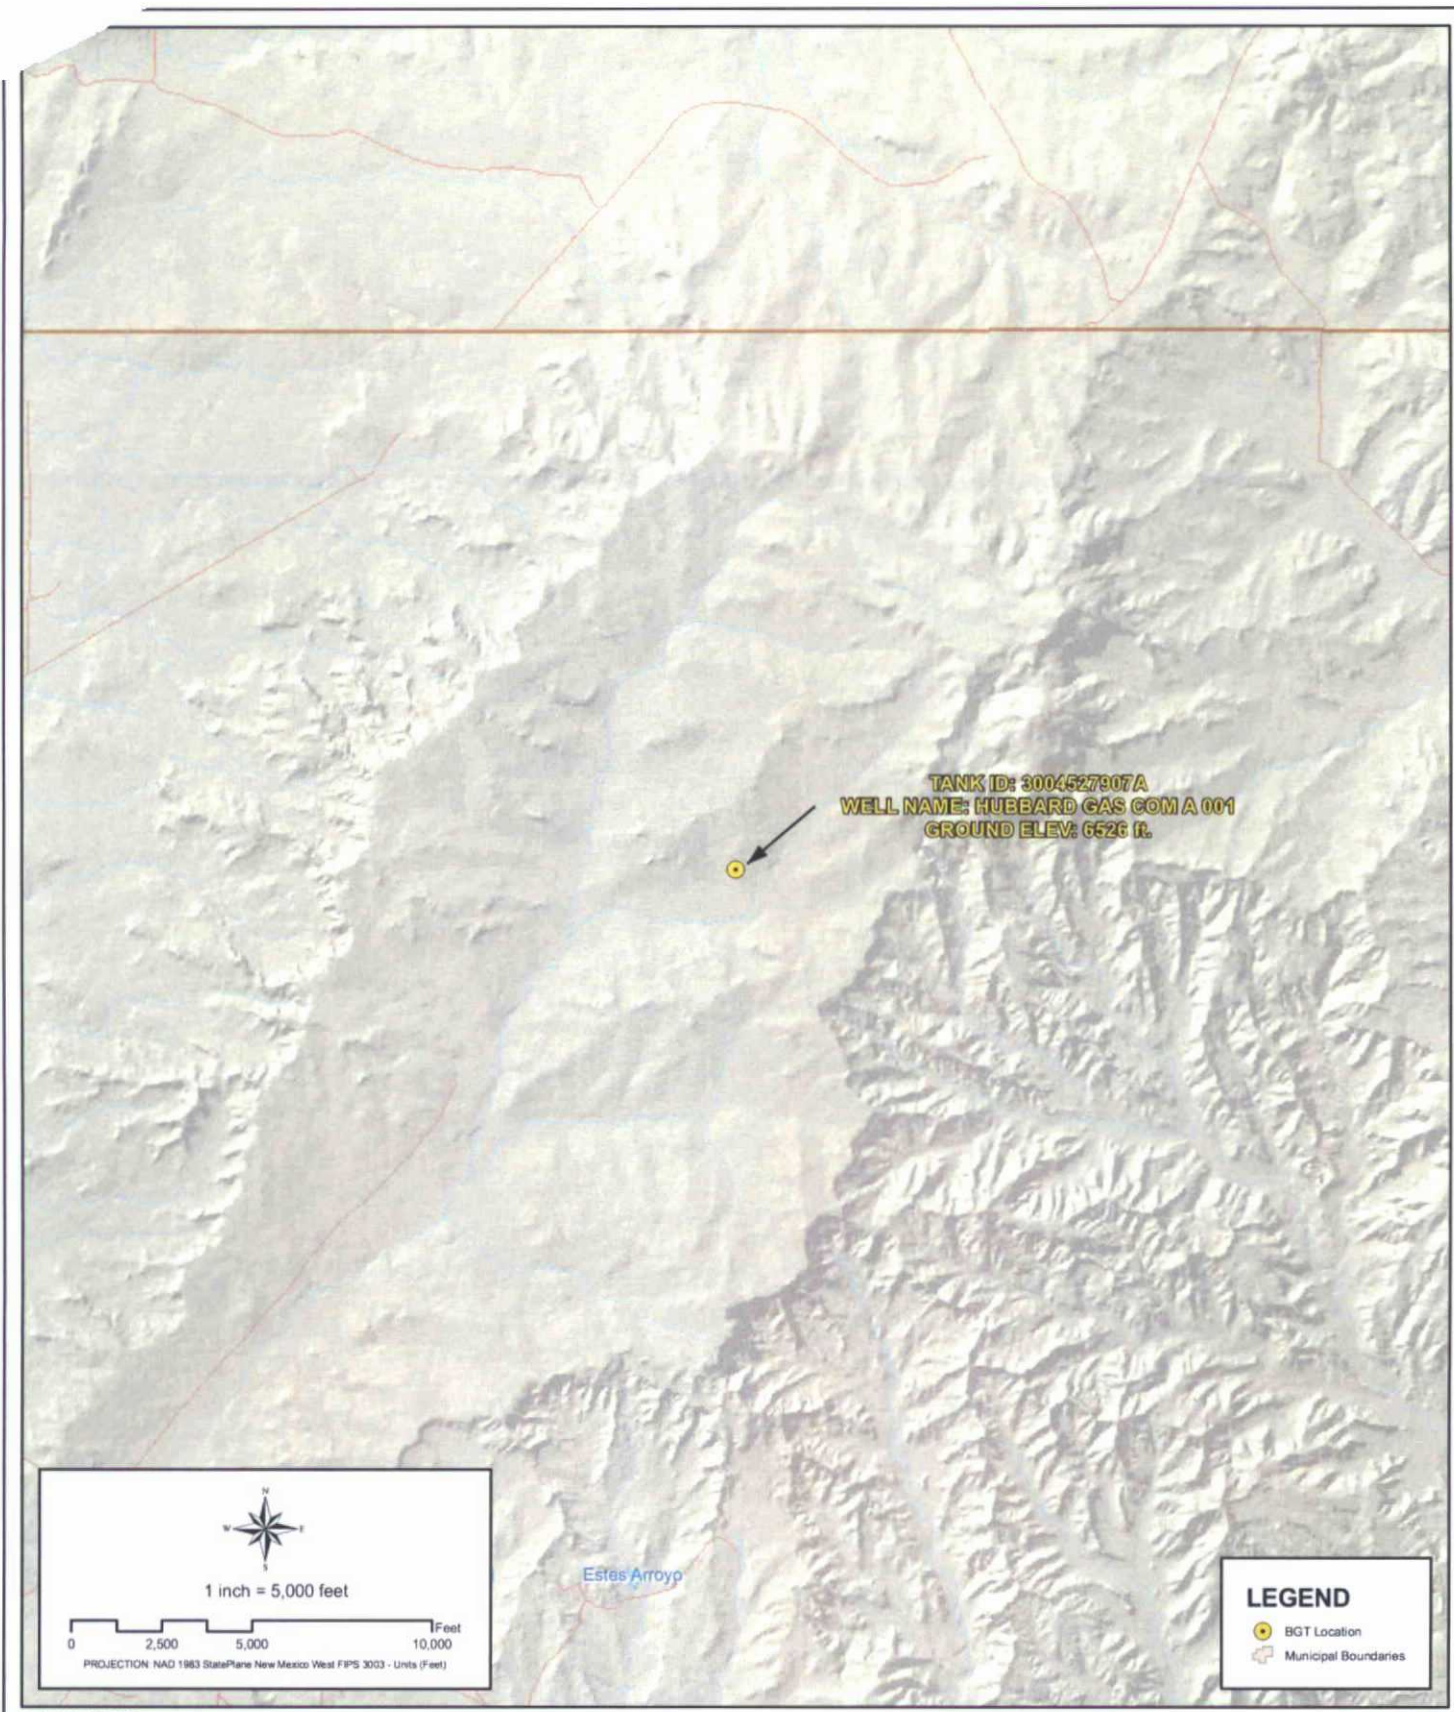 TANK ID: 3004527907A
WELL NAME: HUBBARD GAS COM A 001
GROUND ELEV: 6526 ft.
Estes Arroyo
N
W E
S
1 inch = 5,000 feet
Feet
0 2,500 5,000 10,000
PROJECTION: NAD 1983 StatePlane New Mexico West FIPS 3003 - Units (Feet)
LEGEND
BGT Location
Municipal Boundaries